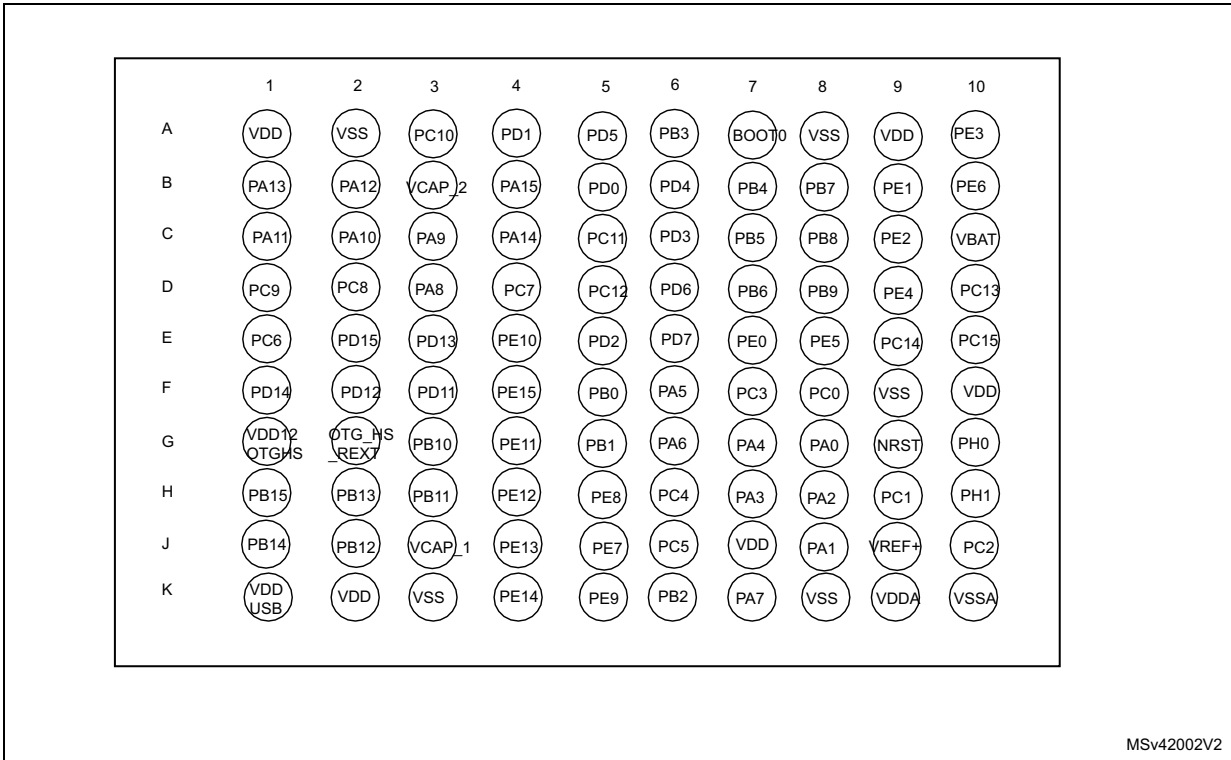 1 2 3 4 5 6 7 8 9 10
A VDD VSS PC10 PD1 PD5 PB3 BOOT0 VSS VDD PE3
B PA13 PA12 VCAP_2 PA15 PD0 PD4 PB4 PB7 PE1 PE6
C PA11 PA10 PA9 PA14 PC11 PD3 PB5 PB8 PE2 VBAT
D PC9 PC8 PA8 PC7 PC12 PD6 PB6 PB9 PE4 PC13
E PC6 PD15 PD13 PE10 PD2 PD7 PE0 PE5 PC14 PC15
F PD14 PD12 PD11 PE15 PB0 PA5 PC3 PC0 VSS VDD
G VDD12 OTGHS OTG_HS _REXT PB10 PE11 PB1 PA6 PA4 PA0 NRST PH0
H PB15 PB13 PB11 PE12 PE8 PC4 PA3 PA2 PC1 PH1
J PB14 PB12 VCAP_1 PE13 PE7 PC5 VDD PA1 VREF+ PC2
K VDD USB VDD VSS PE14 PE9 PB2 PA7 VSS VDDA VSSA
MSv42002V2